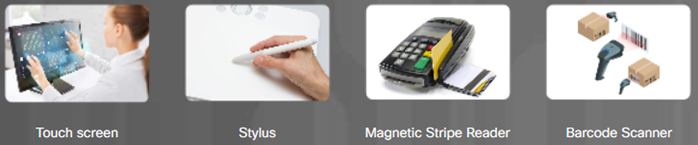 Touch screen
Stylus
Magnetic Stripe Reader
Barcode Scanner